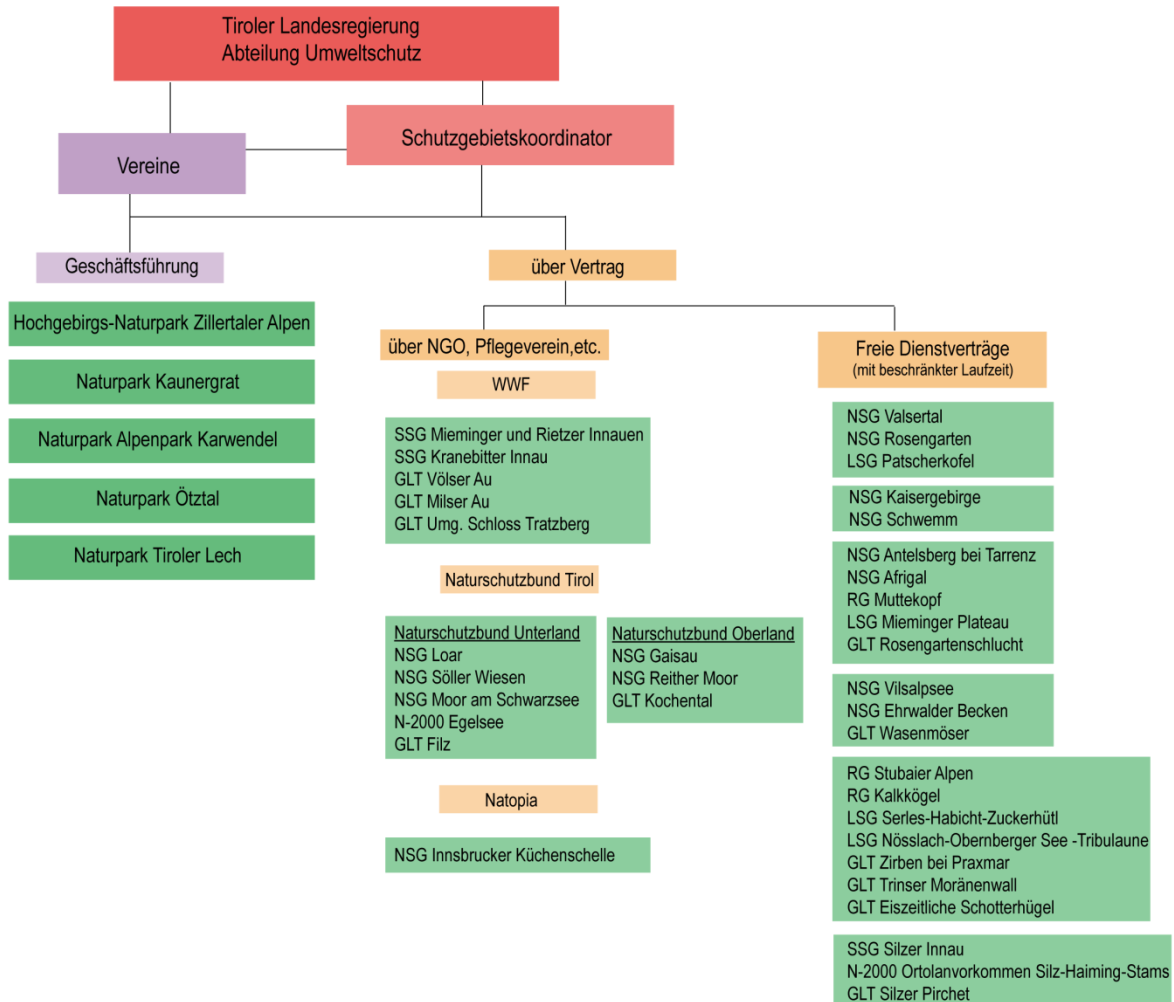 Tiroler Landesregierung
Abteilung Umweltschutz
Schutzgebietskoordinator
Vereine
Geschäftsführung
über Vertrag
Hochgebirgs-Naturpark Zillertaler Alpen
Naturpark Kaunergrat
Naturpark Alpenpark Karwendel
Naturpark Ötztal
Naturpark Tiroler Lech
über NGO, Pflegeverein,etc.
WWF
SSG Mieminger und Rietzer Innauen
SSG Kranebitter Innau
GLT Völser Au
GLT Milser Au
GLT Umg. Schloss Tratzberg
Naturschutzbund Tirol
Naturschutzbund Unterland
NSG Loar
NSG Söller Wiesen
NSG Moor am Schwarzsee
N-2000 Egelsee
GLT Filz
Naturschutzbund Oberland
NSG Gaisau
NSG Reither Moor
GLT Kochental
Natopia
NSG Innsbrucker Küchenschelle
Freie Dienstverträge
(mit beschränkter Laufzeit)
NSG Valsertal
NSG Rosengarten
LSG Patscherkofel
NSG Kaisergebirge
NSG Schwemm
NSG Antelsberg bei Tarrenz
NSG Afrigal
RG Muttekopf
LSG Mieminger Plateau
GLT Rosengartenschlucht
NSG Vilsalpsee
NSG Ehrwalder Becken
GLT Wasenmöser
RG Stubaier Alpen
RG Kalkkögel
LSG Serles-Habicht-Zuckerhütl
LSG Nösslach-Obernberger See -Tribulaune
GLT Zirben bei Praxmar
GLT Trinser Moränenwall
GLT Eiszeitliche Schotterhügel
SSG Silzer Innau
N-2000 Ortolanvorkommen Silz-Haiming-Stams
GLT Silzer Pirchet